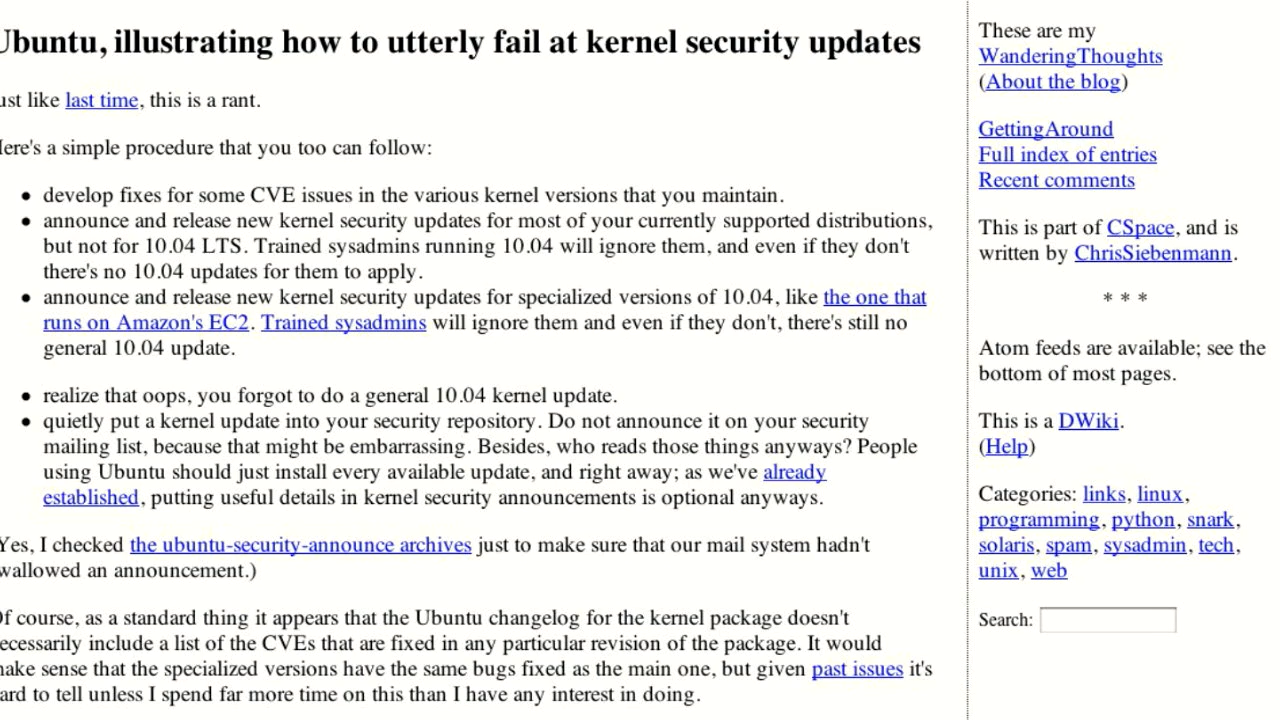 Ubuntu, illustrating how to utterly fail at kernel security updates
ust like last time, this is a rant.
Here's a simple procedure that you too can follow:
• develop fixes for some CVE issues in the various kernel versions that you maintain.
• announce and release new kernel security updates for most of your currently supported distributions,
but not for 10.04 LTS. Trained sysadmins running 10.04 will ignore them, and even if they don't
there's no 10.04 updates for them to apply.
• announce and release new kernel security updates for specialized versions of 10.04, like the one that
runs on Amazon's EC2. Trained sysadmins will ignore them and even if they don't, there's still no
general 10.04 update.
• realize that oops, you forgot to do a general 10.04 kernel update.
• quietly put a kernel update into your security repository. Do not announce it on your security
mailing list, because that might be embarrassing. Besides, who reads those things anyways? People
using Ubuntu should just install every available update, and right away; as we've already
established, putting useful details in kernel security announcements is optional anyways.
Yes, I checked the ubuntu-security-announce archives just to make sure that our mail system hadn't
wallowed an announcement.)
Of course, as a standard thing it appears that the Ubuntu changelog for the kernel package doesn't
ecessarily include a list of the CVEs that are fixed in any particular revision of the package. It would
make sense that the specialized versions have the same bugs fixed as the main one, but given past issues it's
ard to tell unless I spend far more time on this than I have any interest in doing.
These are my
WanderingThoughts
(About the blog)
GettingAround
Full index of entries
Recent comments
This is part of CSpace, and is
written by ChrisSiebenmann.
* * *
Atom feeds are available; see the
bottom of most pages.
This is a DWiki.
(Help)
Categories: links, linux,
programming, python, snark,
solaris, spam, sysadmin, tech,
unix, web
Search: